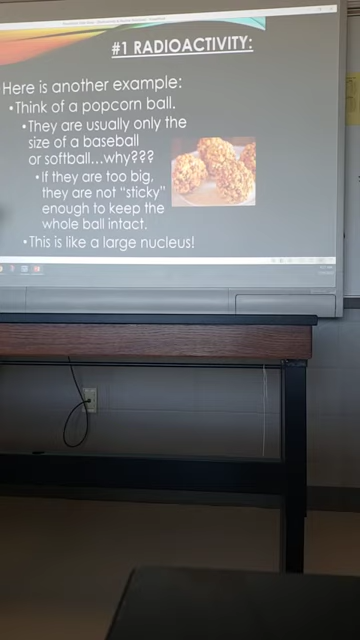 #1 RADIOACTIVITY:
Here is another example:
•Think of a popcorn ball.
•They are usually only the
size of a baseball
or softball...why???
•If they are too big,
they are not “sticky”
enough to keep the
whole ball intact.
•This is like a large nucleus!